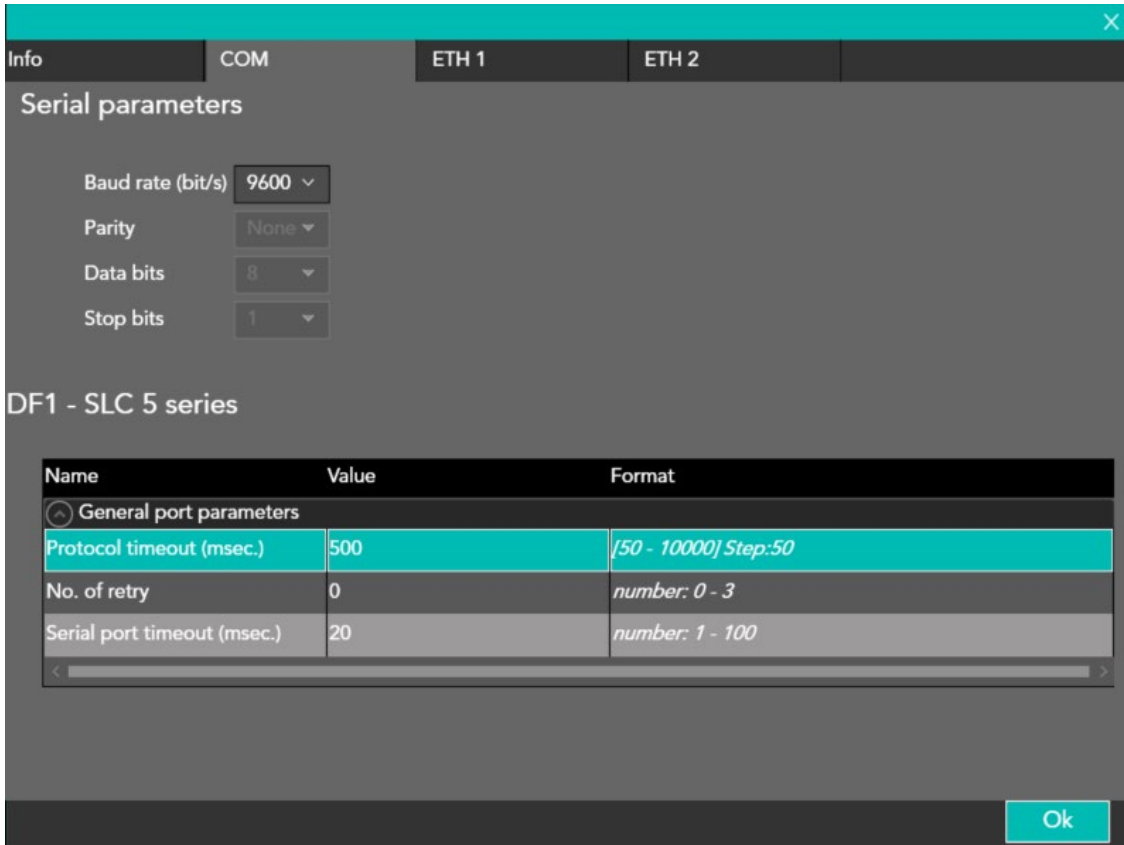 Info COM ETH 1 ETH 2
Serial parameters
Baud rate (bit/s) 9600
Parity None
Data bits 8
Stop bits 1
DF1 - SLC 5 series
Name Value Format
General port parameters
Protocol timeout (msec.) 500 [50 - 10000] Step:50
No. of retry 0 number: 0 - 3
Serial port timeout (msec.) 20 number: 1 - 100
Ok